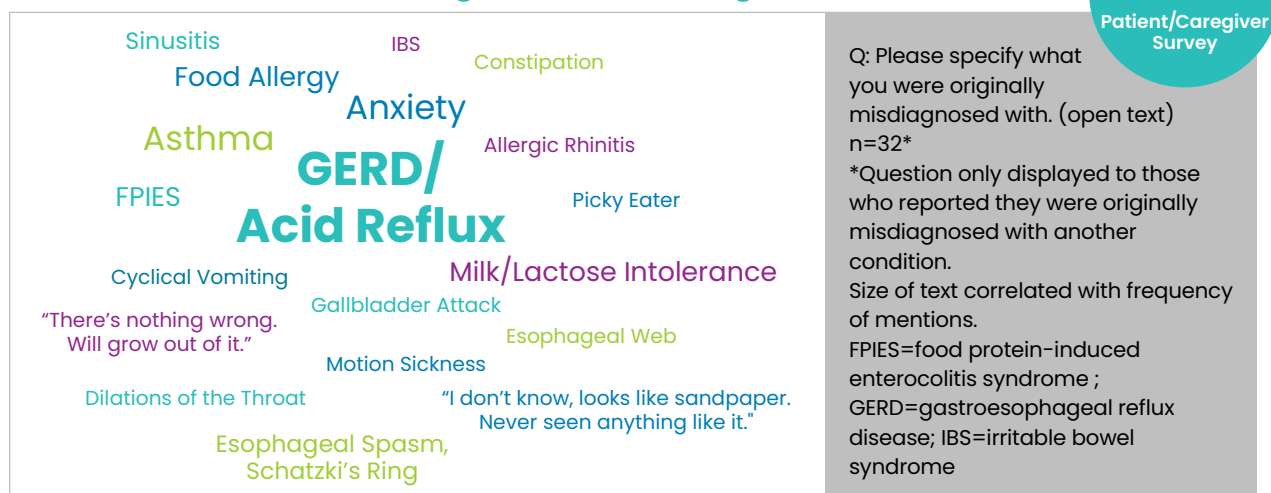 Patient/Caregiver
Survey
Sinusitis
IBS
Constipation
Food Allergy
Anxiety
Asthma
Allergic Rhinitis
GERD/
Acid Reflux
FPIES
Picky Eater
Cyclical Vomiting
Milk/Lactose Intolerance
Gallbladder Attack
“There’s nothing wrong.
Will grow out of it.”
Esophageal Web
Motion Sickness
Dilations of the Throat
“I don’t know, looks like sandpaper.
Never seen anything like it."
Esophageal Spasm,
Schatzki’s Ring
Q: Please specify what
you were originally
misdiagnosed with. (open text)
n=32*
*Question only displayed to those
who reported they were originally
misdiagnosed with another
condition.
Size of text correlated with frequency
of mentions.
FPIES=food protein-induced
enterocolitis syndrome ;
GERD=gastroesophageal reflux
disease; IBS=irritable bowel
syndrome